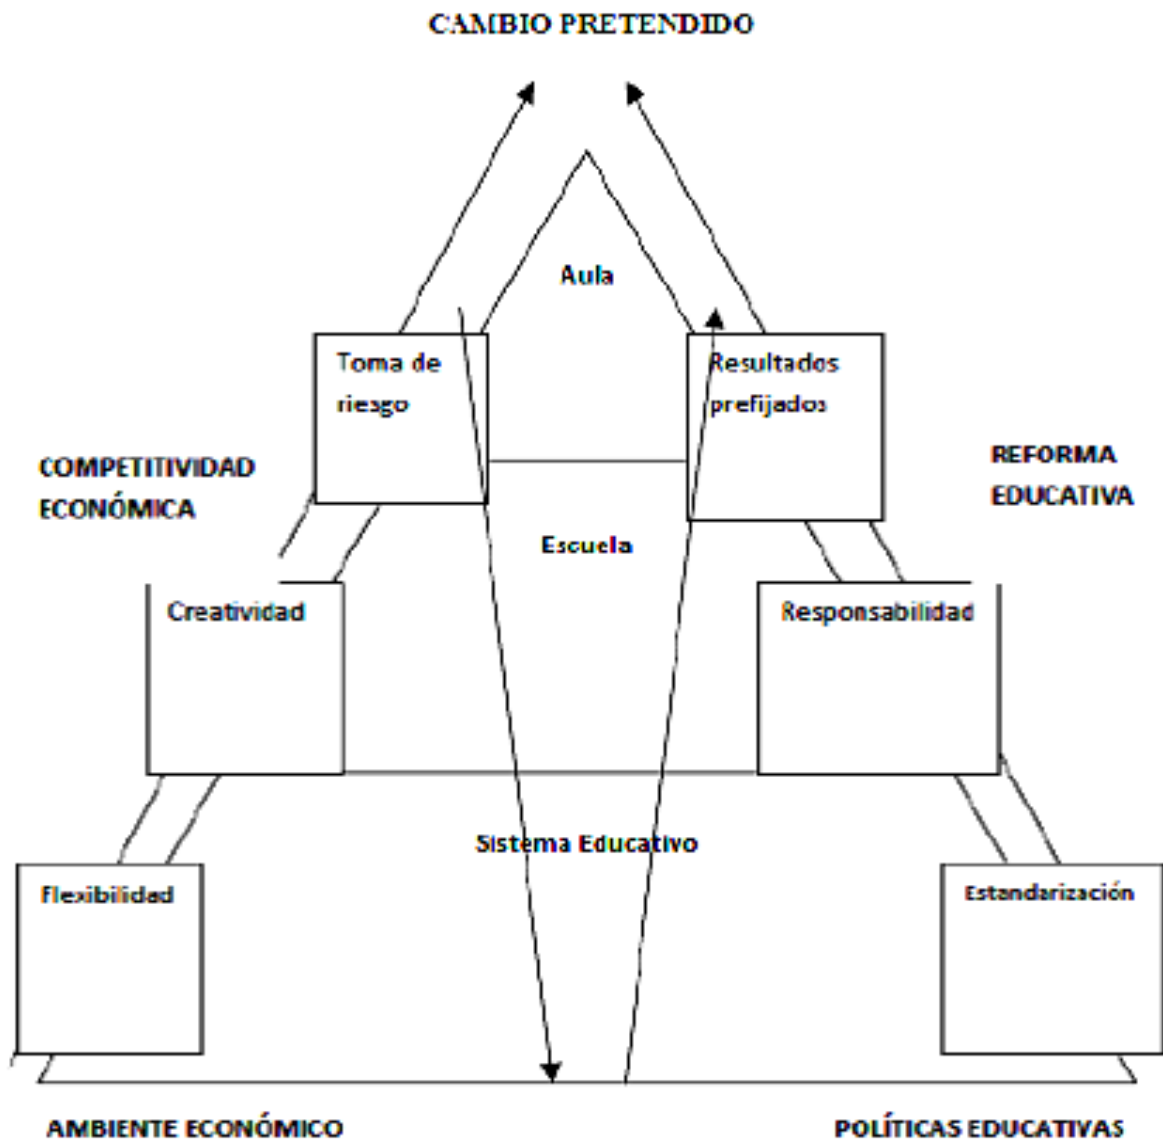 CAMBIO PRETENDIDO
Aula
Toma de
riesgo
Resultados
prefijados
COMPETITIVIDAD
ECONÓMICA
REFORMA
EDUCATIVA
Escuela
Creatividad
Responsabilidad
Sistema Educativo
Flexibilidad
Estandarización
AMBIENTE ECONÓMICO
POLÍTICAS EDUCATIVAS